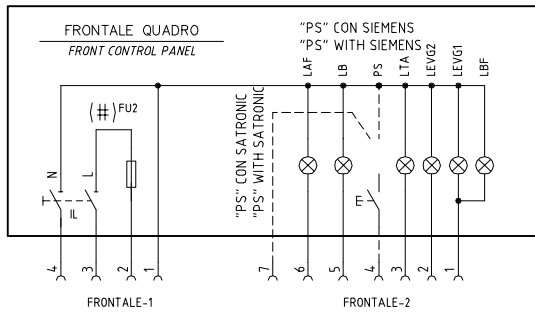 FRONTALE QUADRO
FRONT CONTROL PANEL
"PS" CON SIEMENS
"PS" WITH SIEMENS
LAF
LB
PS
LTA
LEVG2
LEVG1
LBF
(#) FU2
"PS" CON SATRONIC
"PS" WITH SATRONIC
N
L
IL
4
3
2
1
7
6
5
4
3
2
1
FRONTALE-1
FRONTALE-2